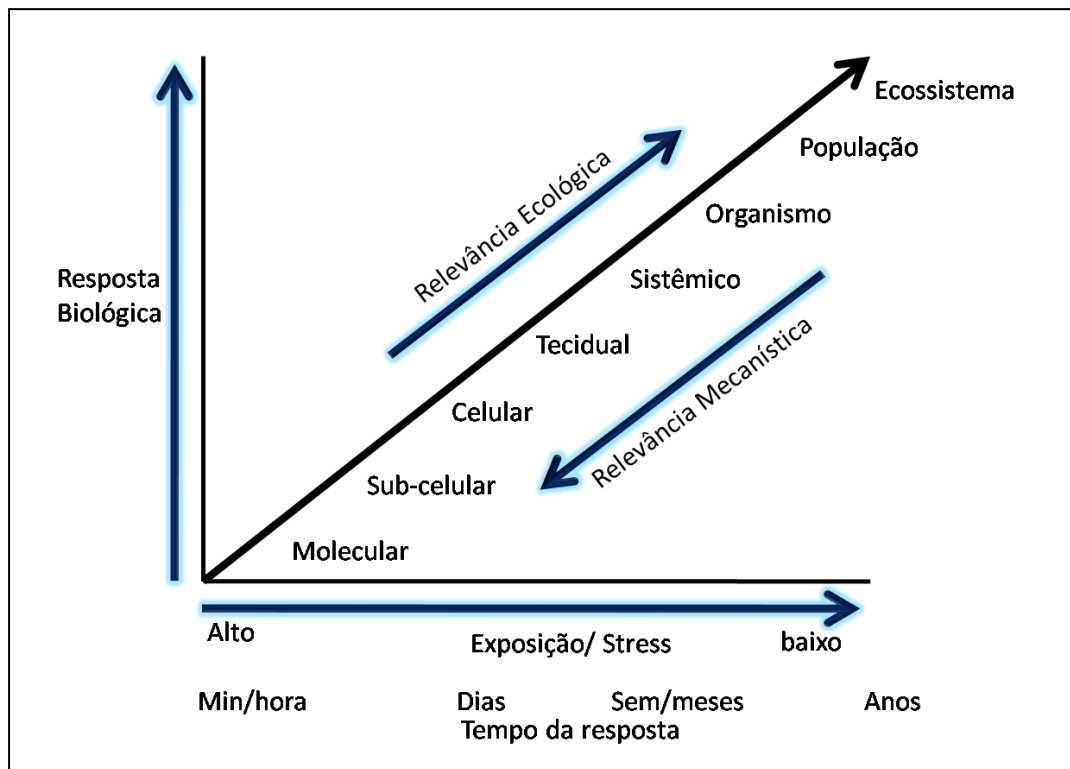 Ecossistema
População
Organismo
Sistêmico
Tecidual
Celular
Sub-celular
Molecular
Relevância Ecológica
Relevância Mecanística
Resposta
Biológica
Alto
Exposição/ Stress
baixo
Min/hora
Dias
Sem/meses
Anos
Tempo da resposta